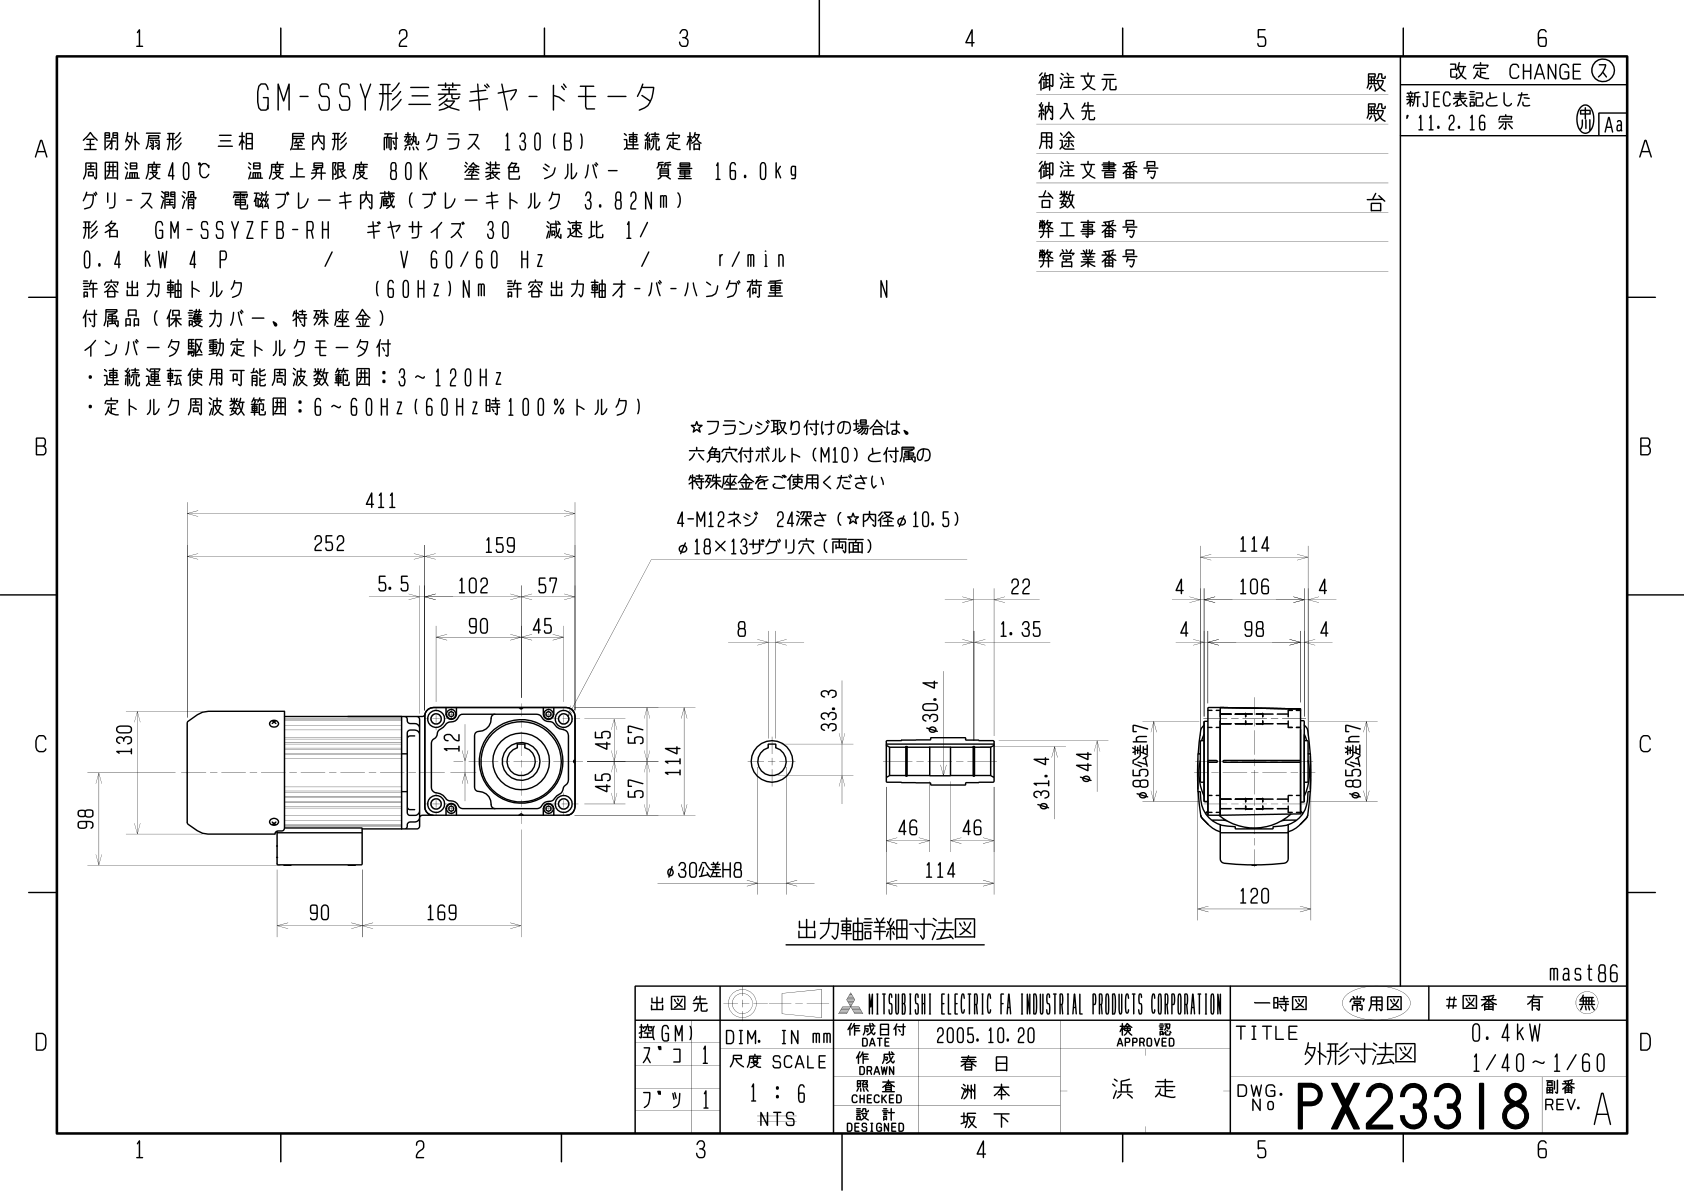 1 2 3 4 5 6
GM-SSY形三菱ギヤ-ドモータ
全閉外扇形 三相 屋内形 耐熱クラス 130(B) 連続定格
周囲温度40℃ 温度上昇限度 80K 塗装色 シルバー 質量 16.0kg
グリ-ス潤滑 電磁ブレーキ内蔵(ブレーキトルク 3.82Nm)
形名 GM-SSYZFB-RH ギヤサイズ 30 減速比 1/
0.4 kW 4 P / V 60/60 Hz / r/min
許容出力軸トルク (60Hz)Nm 許容出力軸オ-バ-ハング荷重 N
付属品(保護カバー、特殊座金)
インバータ駆動定トルクモータ付
・連続運転使用可能周波数範囲:3~120Hz
・定トルク周波数範囲:6~60Hz(60Hz時100%トルク)
御注文元 殿
納入先 殿
用途
御注文書番号
台数 台
弊工事番号
弊営業番号
改定 CHANGE ス
新JEC表記とした
'11.2.16 宗 Aa
A A
B B
C C
D D
☆フランジ取り付けの場合は、
六角穴付ボルト(M10)と付属の
特殊座金をご使用ください
4-M12ネジ 24深さ(☆内径φ10.5)
φ18×13ザグリ穴(両面)
411
252 159
5.5 102 57
90 45
130
98
12
45 57
114
45 57
90 169
8
33.3
φ30公差H8
22
1.35
φ30.4
φ31.4
φ44
46 46
114
出力軸詳細寸法図
114
4 106 4
4 98 4
φ85公差h7
φ85公差h7
120
mast86
出図先
控(GM)
ズコ 1
ブツ 1
DIM. IN mm
尺度 SCALE
1 : 6
NTS
MITSUBISHI ELECTRIC FA INDUSTRIAL PRODUCTS CORPORATION
作成日付 DATE 2005.10.20
作成 DRAWN 春日
照査 CHECKED 洲本
設計 DESIGNED 坂下
検認 APPROVED
浜走
一時図 常用図 #図番 有 無
TITLE 外形寸法図
0.4kW
1/40~1/60
DWG. No PX23318
副番 REV. A
1 2 3 4 5 6